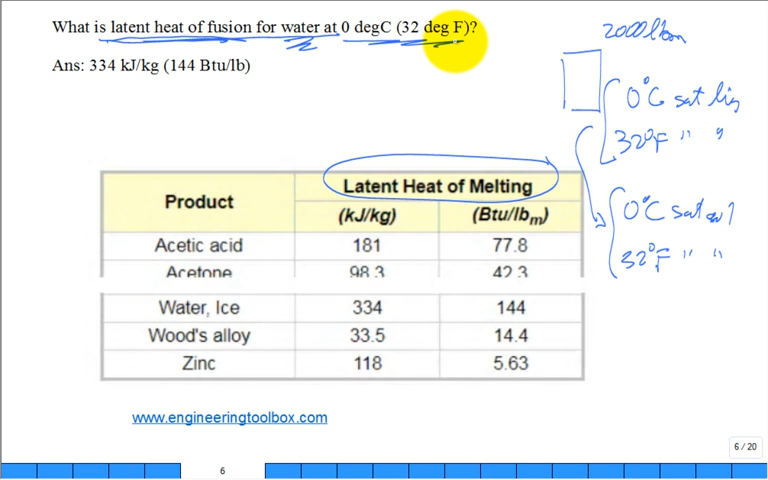 What is latent heat of fusion for water at 0 degC (32 deg F)?
2000 lbm
Ans: 334 kJ/kg (144 Btu/lb)
0°C sat liq
32°F " "
0°C sat
32°F " "
Product Latent Heat of Melting
(kJ/kg) (Btu/lbm)
Acetic acid 181 77.8
Acetone 98.3 42.3
Water, Ice 334 144
Wood's alloy 33.5 14.4
Zinc 118 5.63
www.engineeringtoolbox.com
6 / 20
6